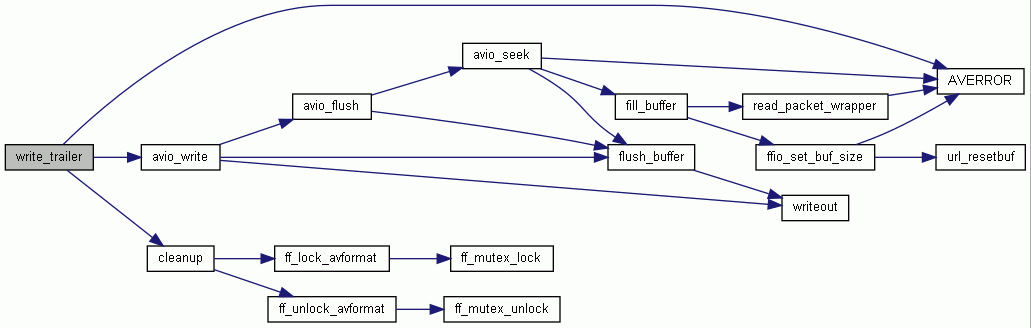 avio_seek
AVERROR
avio_flush
fill_buffer
read_packet_wrapper
write_trailer
avio_write
flush_buffer
ffio_set_buf_size
url_resetbuf
writeout
cleanup
ff_lock_avformat
ff_mutex_lock
ff_unlock_avformat
ff_mutex_unlock